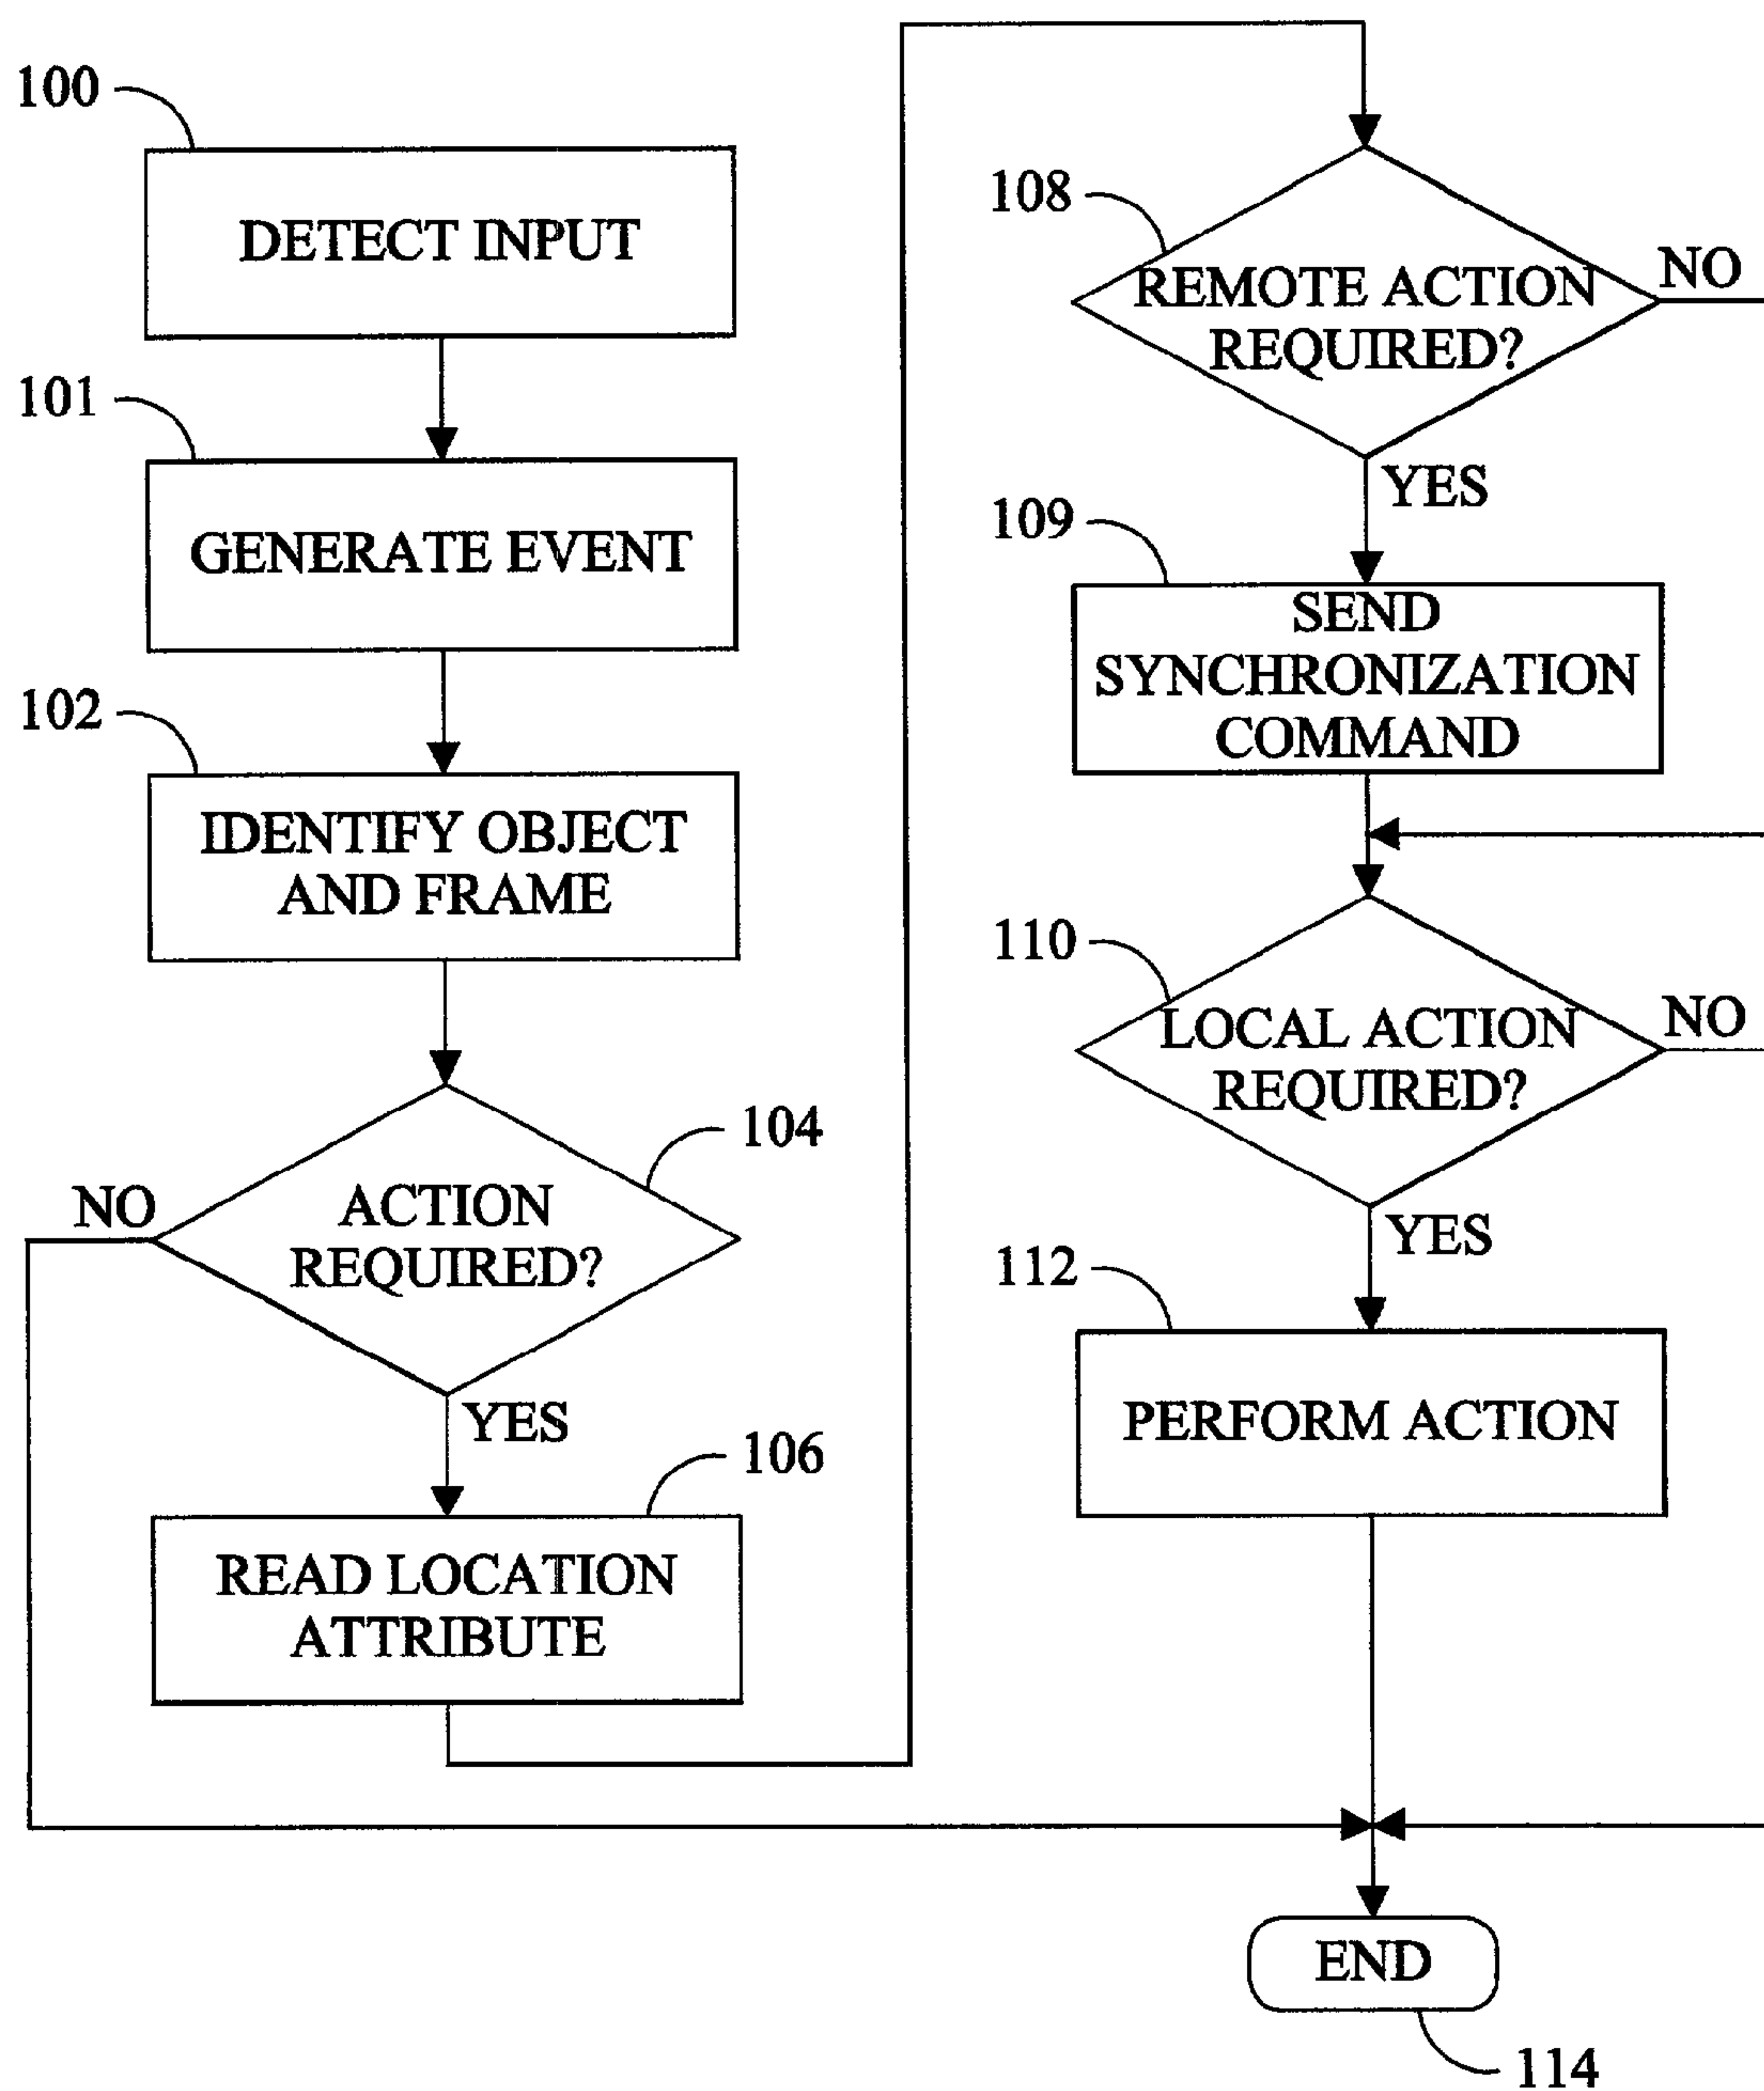 100
DETECT INPUT
101
GENERATE EVENT
102
IDENTIFY OBJECT
AND FRAME
104
NO
ACTION
REQUIRED?
YES
106
READ LOCATION
ATTRIBUTE
108
REMOTE ACTION
REQUIRED?
NO
YES
109
SEND
SYNCHRONIZATION
COMMAND
110
LOCAL ACTION
REQUIRED?
NO
YES
112
PERFORM ACTION
END
114